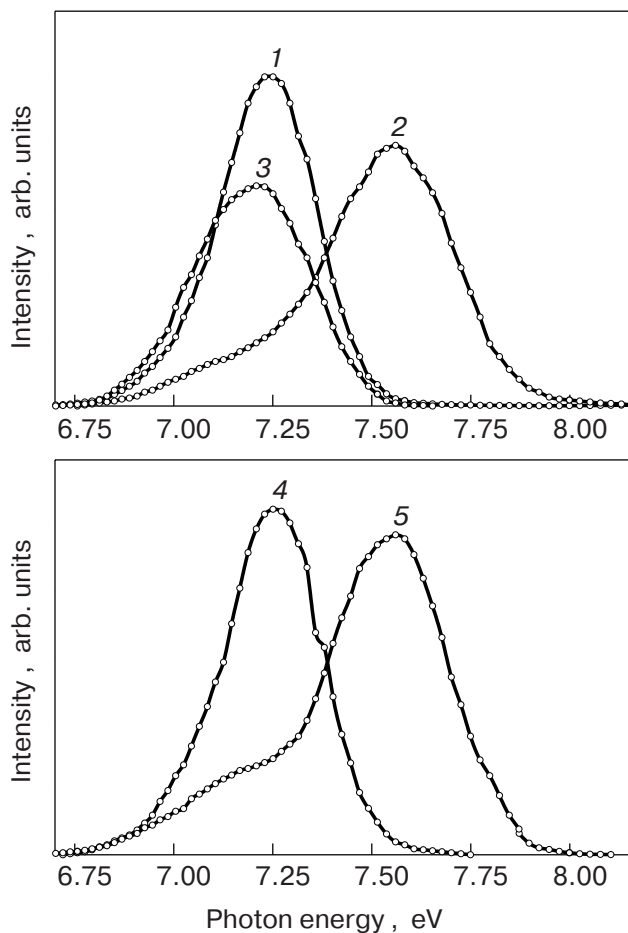 Intensity , arb. units
1
2
3
6.75 7.00 7.25 7.50 7.75 8.00
Intensity , arb. units
4
5
6.75 7.00 7.25 7.50 7.75 8.00
Photon energy , eV